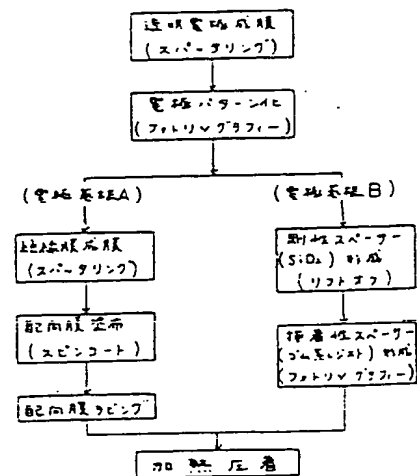 透明電極成膜
(スパータリング)
電極パターン化
(フォトリソグラフィー)
(電極基板A)
(電極基板B)
絶縁膜成膜
(スパータリング)
剛性スペーサー
(SiO₂)形成
(リフトオフ)
配向膜塗布
(スピンコート)
接着性スペーサー
(ゴム系レジスト)形成
(フォトリソグラフィー)
配向膜ラビング
加熱圧着